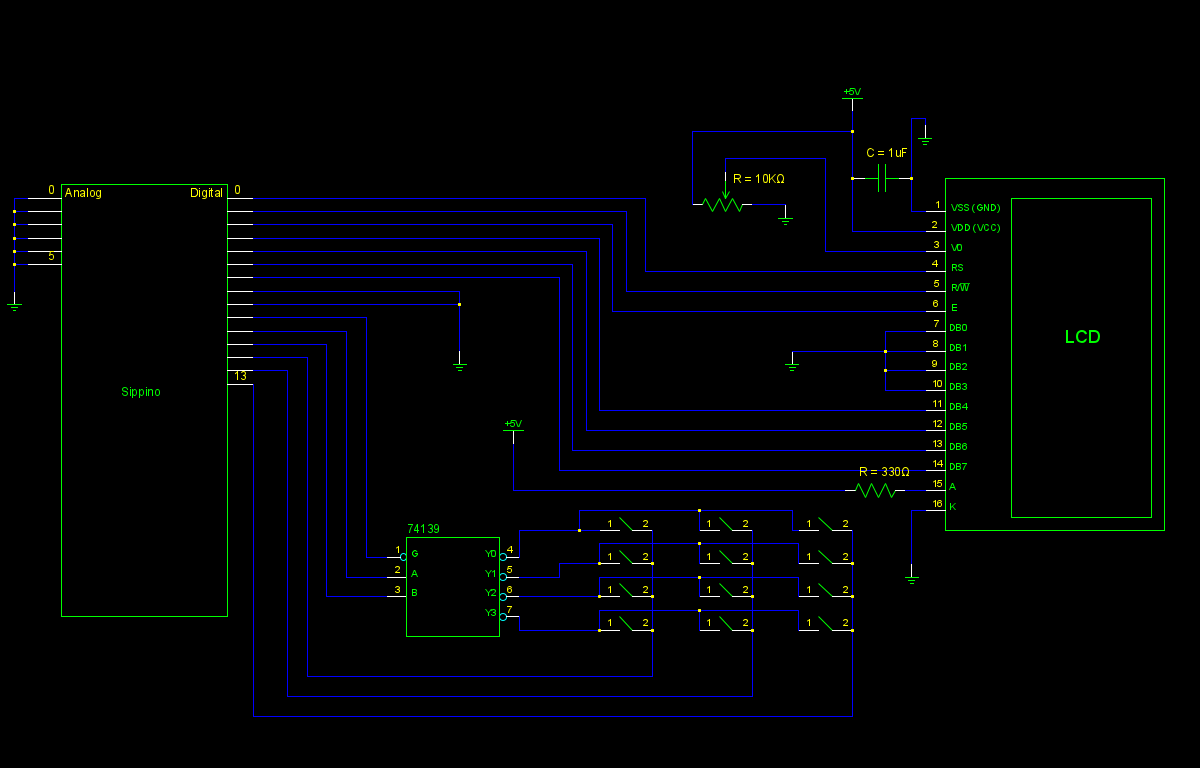 +5V
C = 1uF
R = 10KΩ
0 Analog Digital 0
5
13
Sippino
1 VSS(GND)
2 VDD(VCC)
3 V0
4 RS
5 R/W
6 E
7 DB0
8 DB1
9 DB2
10 DB3
11 DB4
12 DB5
13 DB6
14 DB7
15 A
16 K
LCD
+5V
R = 330Ω
74139
1 G Y0 4
2 A Y1 5
3 B Y2 6
Y3 7
1 2 1 2 1 2
1 2 1 2 1 2
1 2 1 2 1 2
1 2 1 2 1 2